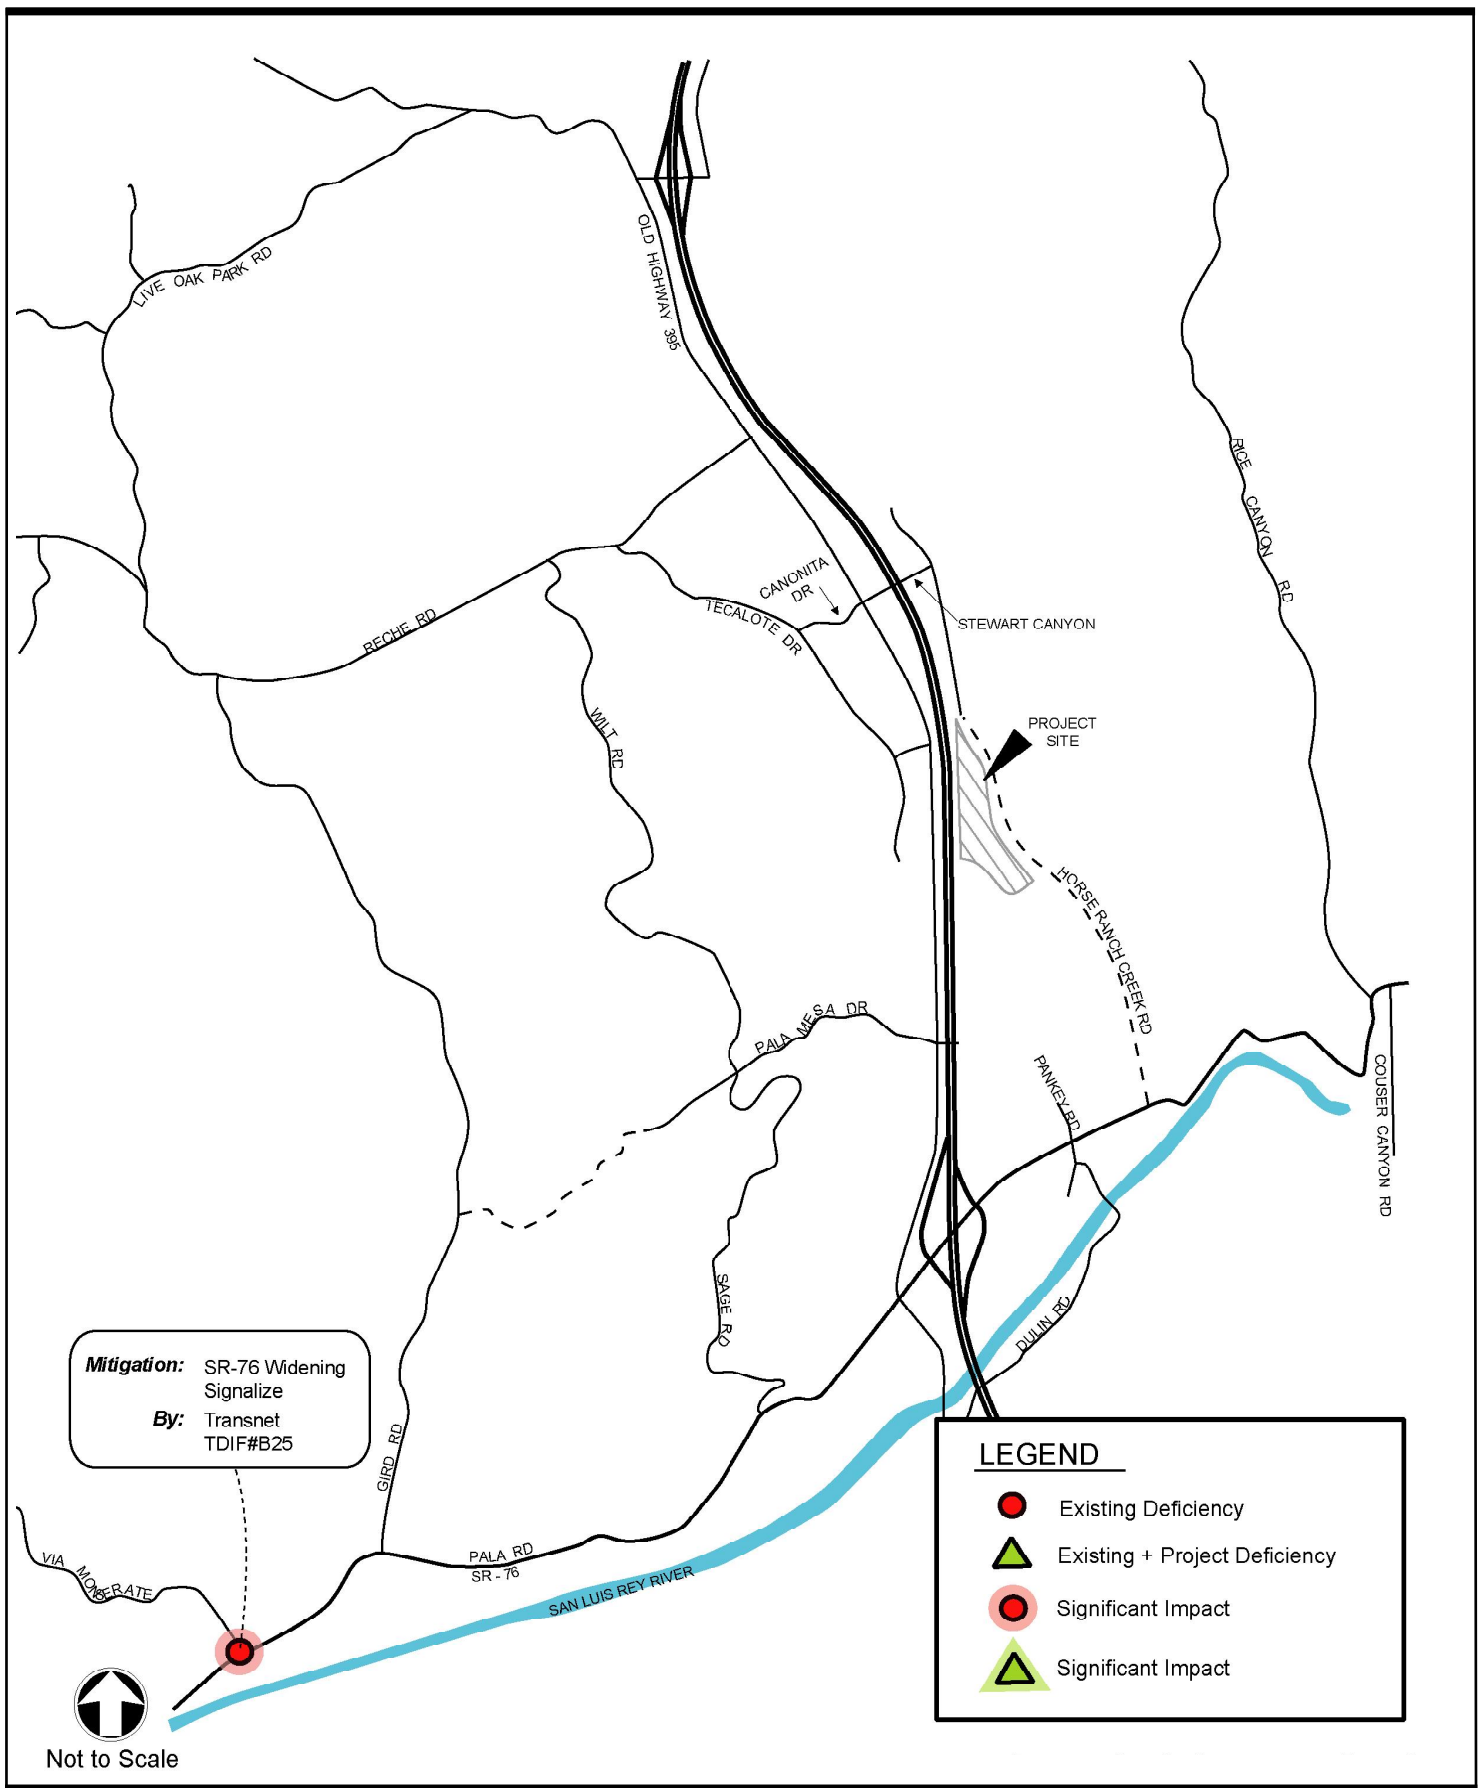 LIVE OAK PARK RD
OLD HIGHWAY 395
RICE CANYON RD
CANONITA
DR
TECALOTE DR
STEWART CANYON
RECHE RD
WILT RD
PROJECT
SITE
HORSE RANCH CREEK RD
PALA MESA DR
PANKEY RD
COUSER CANYON RD
SAGE RD
DULIN RD
Mitigation: SR-76 Widening
Signalize
By: Transnet
TDIF#B25
GIRD RD
PALA RD
SR-76
SAN LUIS REY RIVER
VIA MONSERATE
Not to Scale
LEGEND
Existing Deficiency
Existing + Project Deficiency
Significant Impact
Significant Impact